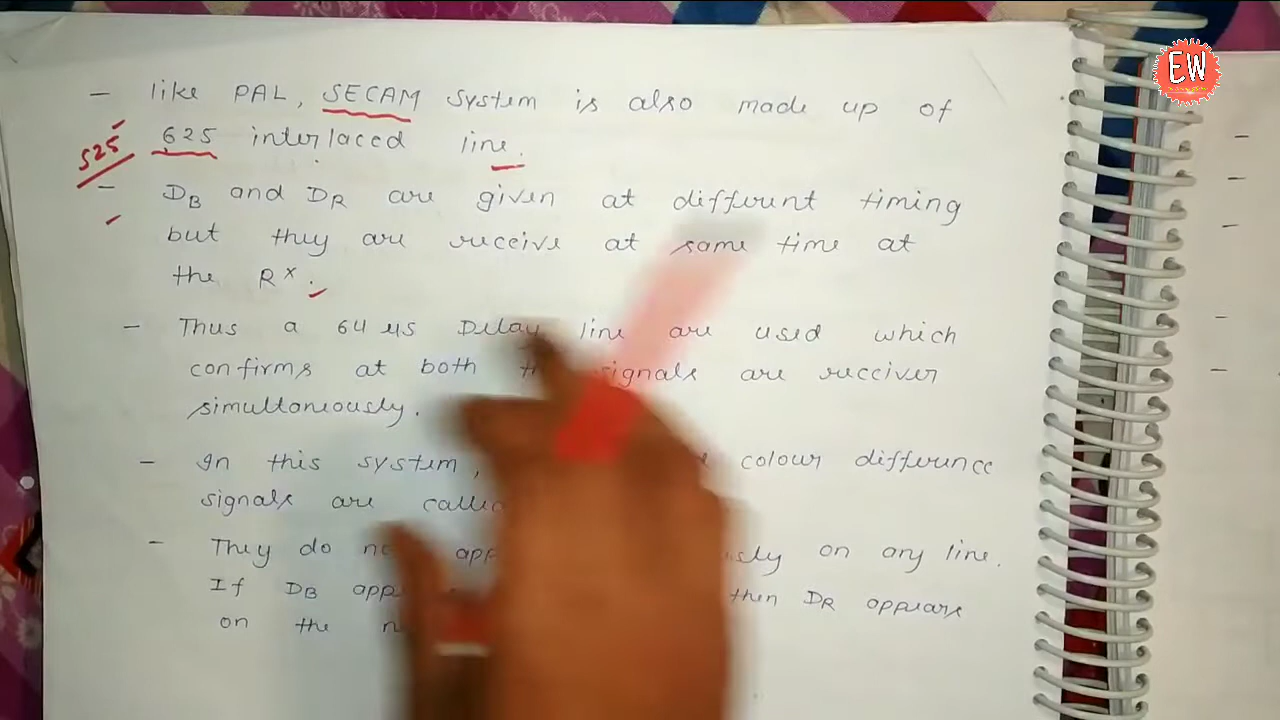 EW
- like PAL, SECAM system is also made up of
525 625 interlaced line.
- DB and DR are given at different timing
but they are receive at same time at
the Rx.
- Thus a 64 us Delay line are used which
confirms at both signals are receiver
simultaneously.
- In this system, colour difference
signals are
- They do on any line.
If DB then DR appears
on the